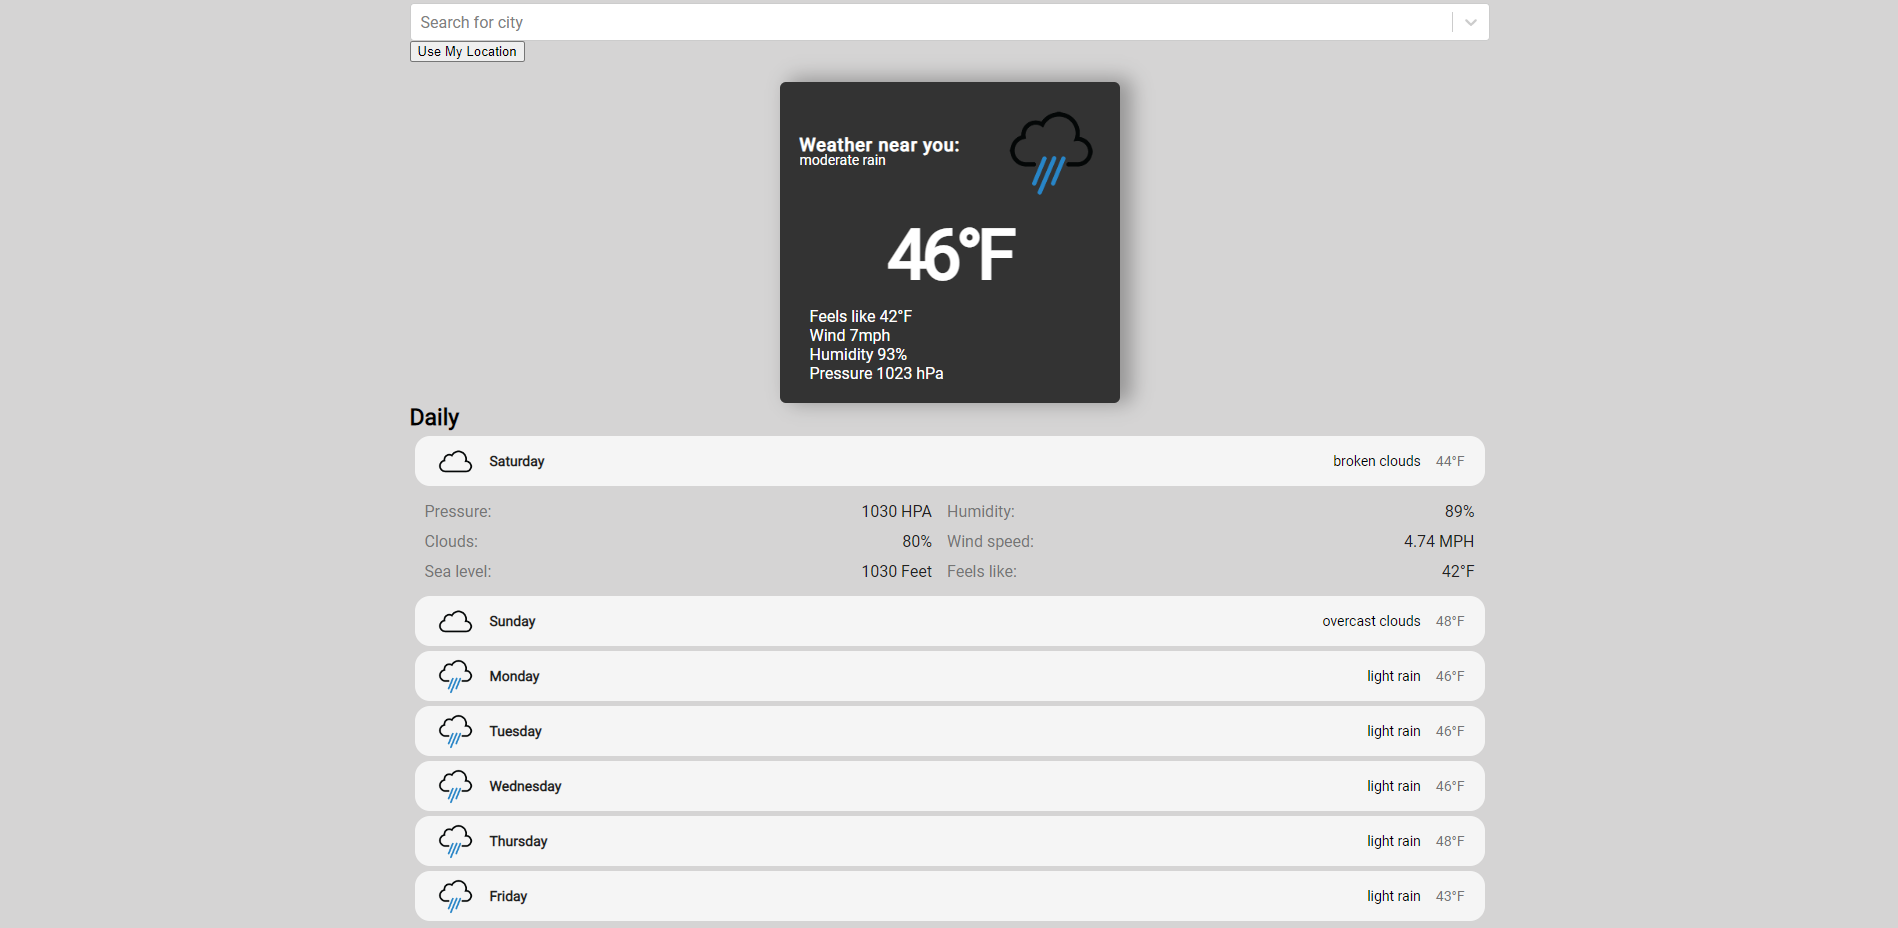 Search for city
Use My Location
Weather near you:
moderate rain
46°F
Feels like 42°F
Wind 7mph
Humidity 93%
Pressure 1023 hPa
Daily
Saturday broken clouds 44°F
Pressure: 1030 HPA Humidity: 89%
Clouds: 80% Wind speed: 4.74 MPH
Sea level: 1030 Feet Feels like: 42°F
Sunday overcast clouds 48°F
Monday light rain 46°F
Tuesday light rain 46°F
Wednesday light rain 46°F
Thursday light rain 48°F
Friday light rain 43°F